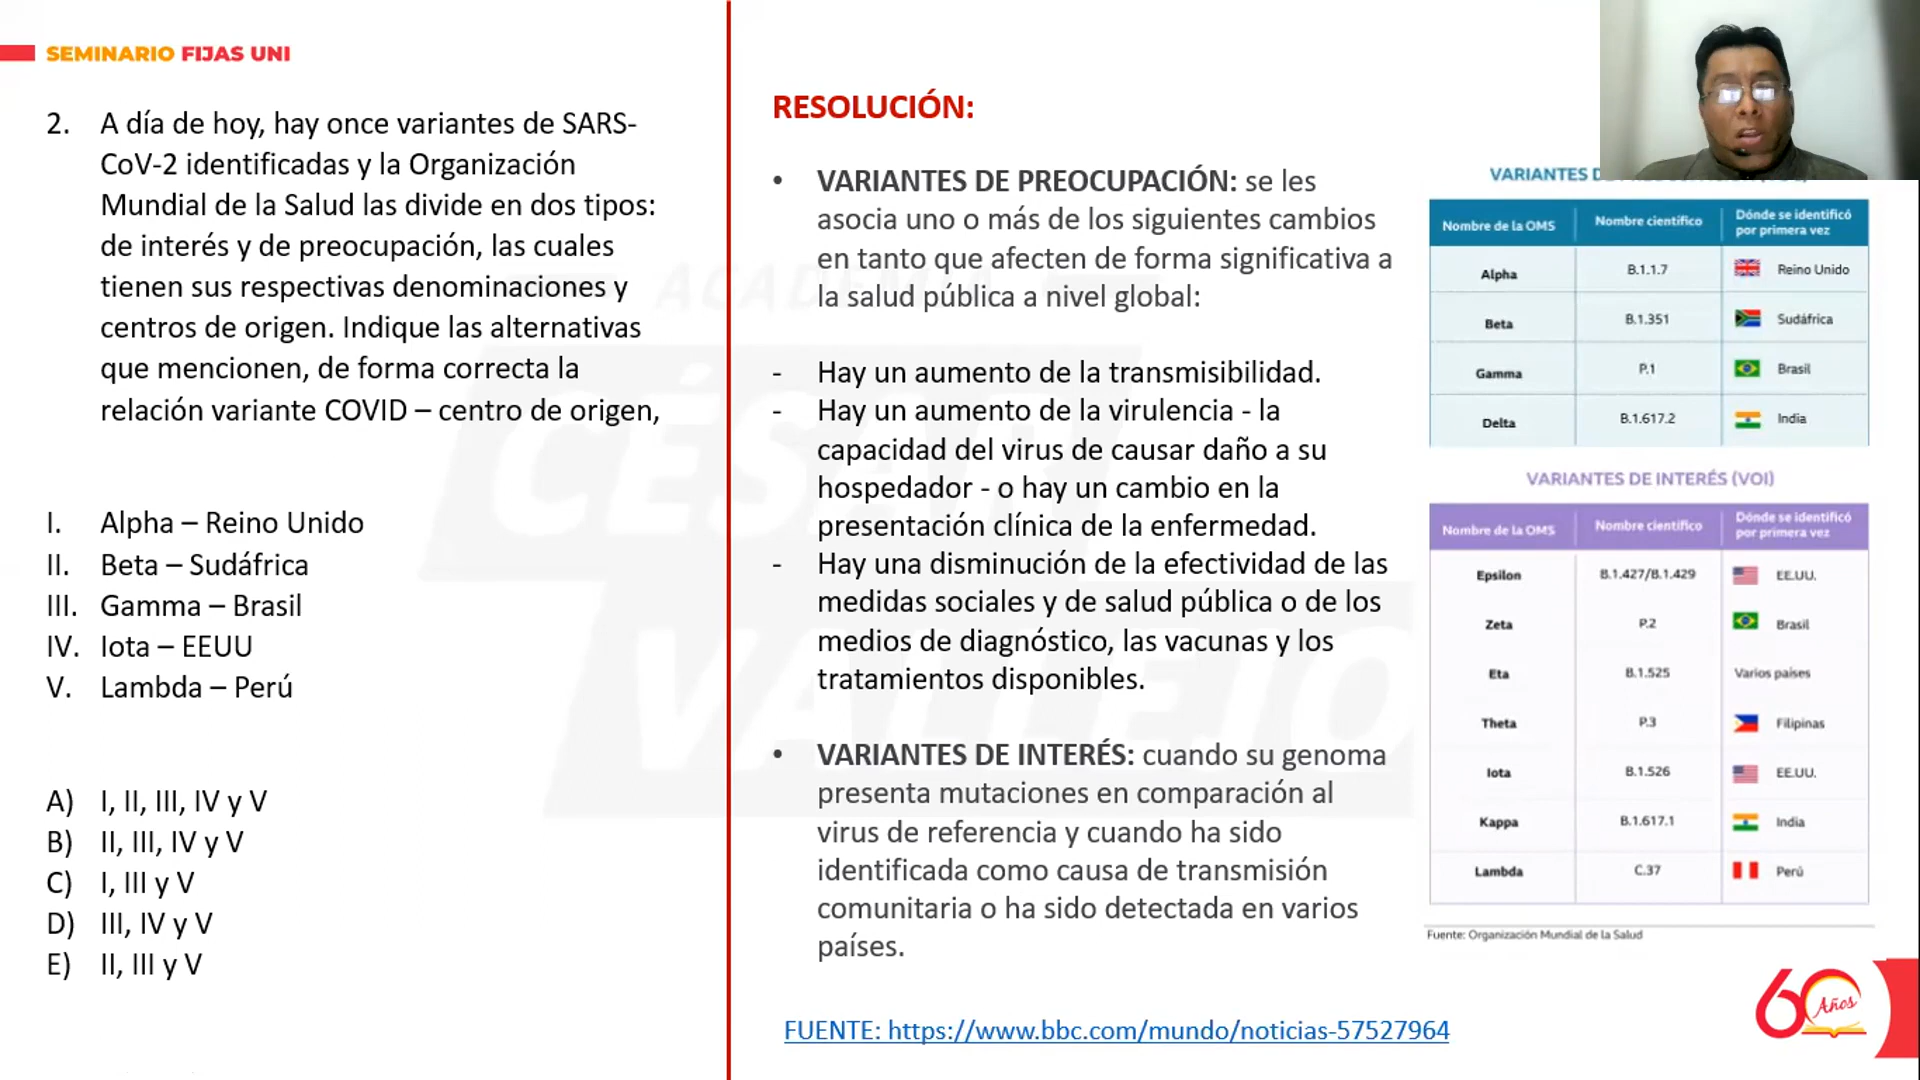 SEMINARIO FIJAS UNI
2. A día de hoy, hay once variantes de SARS-
CoV-2 identificadas y la Organización
Mundial de la Salud las divide en dos tipos:
de interés y de preocupación, las cuales
tienen sus respectivas denominaciones y
centros de origen. Indique las alternativas
que mencionen, de forma correcta la
relación variante COVID – centro de origen,
I. Alpha – Reino Unido
II. Beta – Sudáfrica
III. Gamma – Brasil
IV. Iota – EEUU
V. Lambda – Perú
A) I, II, III, IV y V
B) II, III, IV y V
C) I, III y V
D) III, IV y V
E) II, III y V
RESOLUCIÓN:
• VARIANTES DE PREOCUPACIÓN: se les
asocia uno o más de los siguientes cambios
en tanto que afecten de forma significativa a
la salud pública a nivel global:
- Hay un aumento de la transmisibilidad.
- Hay un aumento de la virulencia - la
capacidad del virus de causar daño a su
hospedador - o hay un cambio en la
presentación clínica de la enfermedad.
- Hay una disminución de la efectividad de las
medidas sociales y de salud pública o de los
medios de diagnóstico, las vacunas y los
tratamientos disponibles.
• VARIANTES DE INTERÉS: cuando su genoma
presenta mutaciones en comparación al
virus de referencia y cuando ha sido
identificada como causa de transmisión
comunitaria o ha sido detectada en varios
países.
FUENTE: https://www.bbc.com/mundo/noticias-57527964
VARIANTES
Nombre de la OMS Nombre científico Dónde se identificó
por primera vez
Alpha B.1.1.7 Reino Unido
Beta B.1.351 Sudáfrica
Gamma P.1 Brasil
Delta B.1.617.2 India
VARIANTES DE INTERÉS (VOI)
Nombre de la OMS Nombre científico Dónde se identificó
por primera vez
Epsilon B.1.427/B.1.429 EE.UU.
Zeta P.2 Brasil
Eta B.1.525 Varios países
Theta P.3 Filipinas
Iota B.1.526 EE.UU.
Kappa B.1.617.1 India
Lambda C.37 Perú
Fuente: Organización Mundial de la Salud
60 Años
ACADEMIA
CÉSAR
VALLEJO